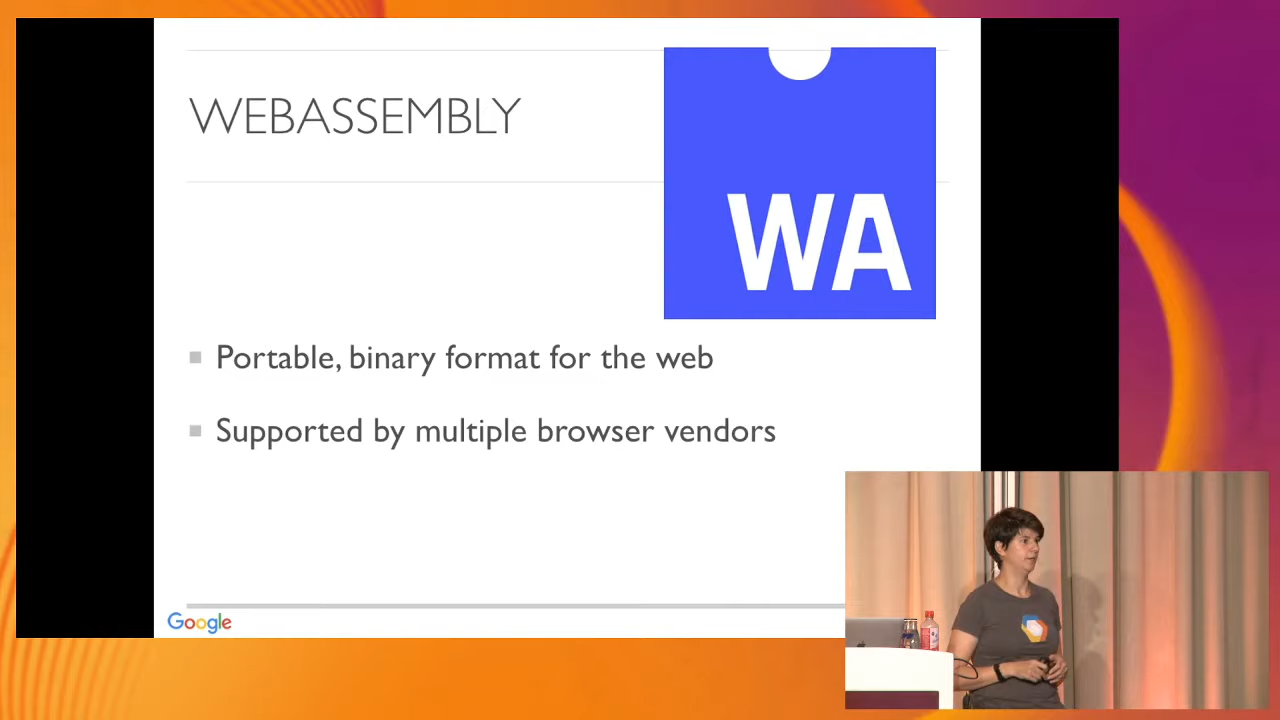 WEBASSEMBLY
WA
Portable, binary format for the web
Supported by multiple browser vendors
Google